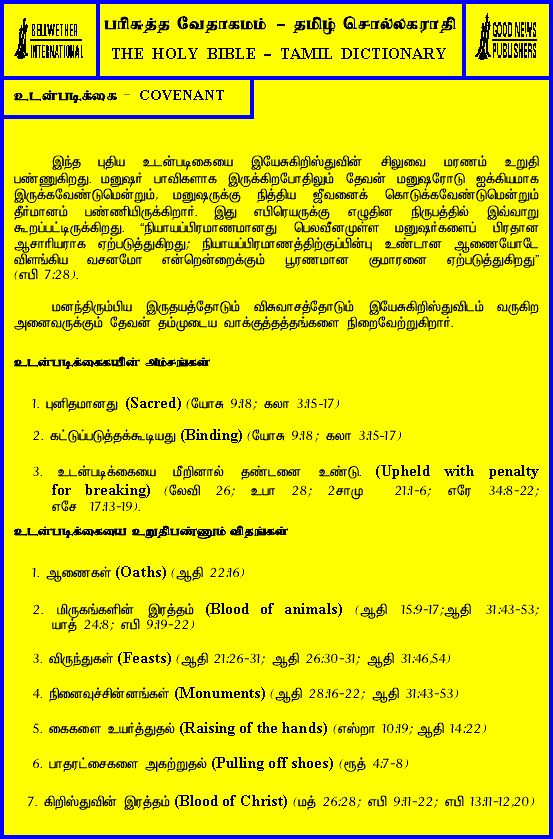 BELLWETHER
INTERNATIONAL
பரிசுத்த வேதாகமம் – தமிழ் சொல்லகராதி
THE HOLY BIBLE – TAMIL DICTIONARY
GOOD NEWS
PUBLISHERS
உடன்படிக்கை – COVENANT
இந்த புதிய உடன்படிகையை இயேசுகிறிஸ்துவின் சிலுவை மரணம் உறுதி
பண்ணுகிறது. மனுஷர் பாவிகளாக இருக்கிறபோதிலும் தேவன் மனுஷரோடு ஐக்கியமாக
இருக்கவேண்டுமென்றும், மனுஷருக்கு நித்திய ஜீவனைக் கொடுக்கவேண்டுமென்றும்
தீர்மானம் பண்ணியிருக்கிறார். இது எபிரெயருக்கு எழுதின நிருபத்தில் இவ்வாறு
கூறப்பட்டிருக்கிறது. “நியாயப்பிரமாணமானது பெலவீனமுள்ள மனுஷர்களைப் பிரதான
ஆசாரியராக ஏற்படுத்துகிறது; நியாயப்பிரமாணத்திற்குப்பின்பு உண்டான ஆணையோடே
விளங்கிய வசனமோ என்றென்றைக்கும் பூரணமான குமாரனை ஏற்படுத்துகிறது”
(எபி 7:28).
மனந்திரும்பிய இருதயத்தோடும் விசுவாசத்தோடும் இயேசுகிறிஸ்துவிடம் வருகிற
அனைவருக்கும் தேவன் தம்முடைய வாக்குத்தத்தங்களை நிறைவேற்றுகிறார்.
உடன்படிக்கைகயின் அம்சங்கள்
1. புனிதமானது (Sacred) (யோசு 9:18; கலா 3:15-17)
2. கட்டுப்படுத்தக்கூடியது (Binding) (யோசு 9:18; கலா 3:15-17)
3. உடன்படிக்கையை மீறினால் தண்டனை உண்டு. (Upheld with penalty
for breaking) (லேவி 26; உபா 28; 2சாமு 21:1-6; எரே 34:8-22;
எசே 17:13-19).
உடன்படிக்கையை உறுதிபண்ணும் விதங்கள்
1. ஆணைகள் (Oaths) (ஆதி 22:16)
2. மிருகங்களின் இரத்தம் (Blood of animals) (ஆதி 15:9-17;ஆதி 31:43-53;
யாத் 24:8; எபி 9:19-22)
3. விருந்துகள் (Feasts) (ஆதி 21:26-31; ஆதி 26:30-31; ஆதி 31:46,54)
4. நினைவுச்சின்னங்கள் (Monuments) (ஆதி 28:16-22; ஆதி 31:43-53)
5. கைகளை உயர்த்துதல் (Raising of the hands) (எஸ்றா 10:19; ஆதி 14:22)
6. பாதரட்சைகளை அகற்றுதல் (Pulling off shoes) (ரூத் 4:7-8)
7. கிறிஸ்துவின் இரத்தம் (Blood of Christ) (மத் 26:28; எபி 9:11-22; எபி 13:11-12,20)